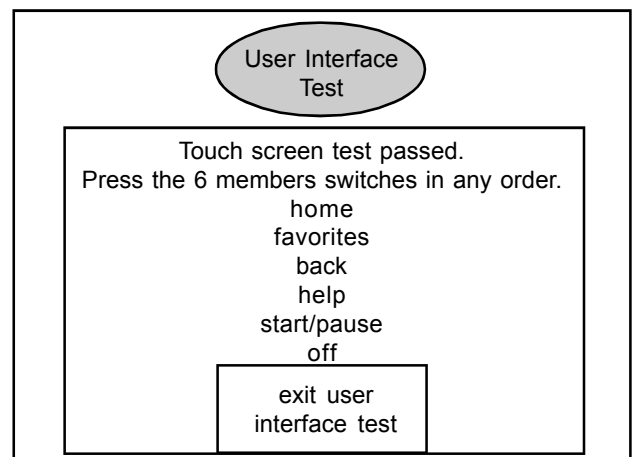 User Interface
Test
Touch screen test passed.
Press the 6 members switches in any order.
home
favorites
back
help
start/pause
off
exit user
interface test